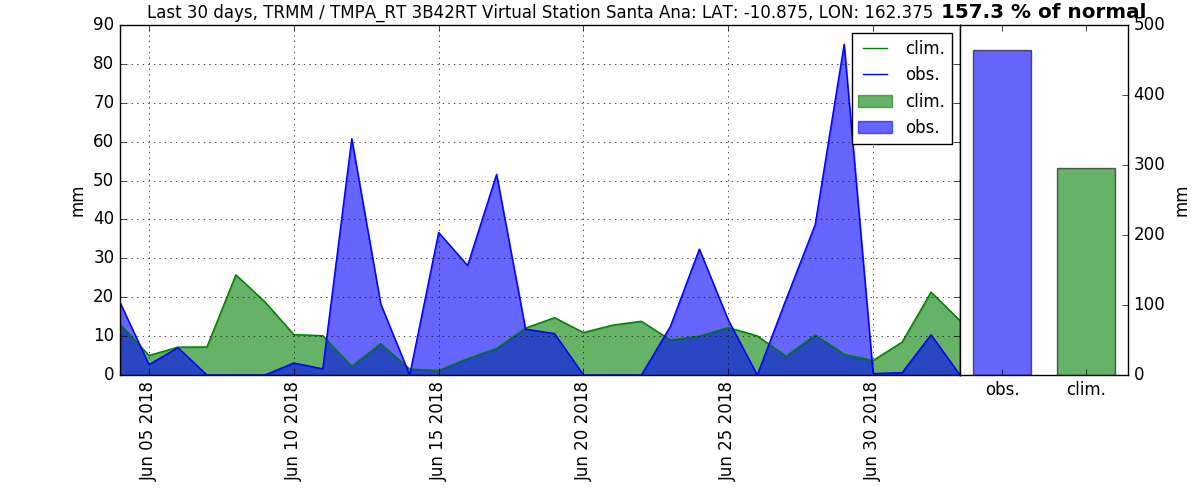 Last 30 days, TRMM / TMPA_RT 3B42RT Virtual Station Santa Ana: LAT: -10.875, LON: 162.375 157.3 % of normal
90
80
70
60
50
40
30
20
10
0
mm
clim.
obs.
clim.
obs.
Jun 05 2018
Jun 10 2018
Jun 15 2018
Jun 20 2018
Jun 25 2018
Jun 30 2018
500
400
300
200
100
0
mm
obs. clim.